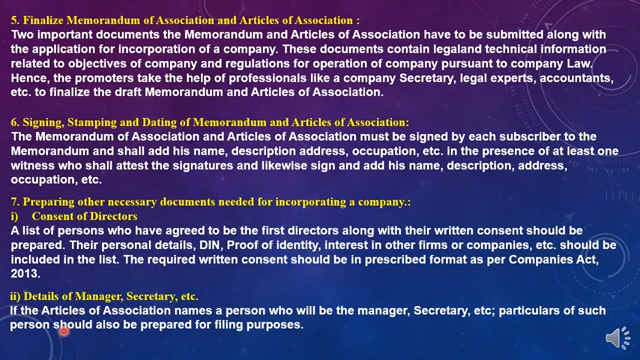 5. Finalize Memorandum of Association and Articles of Association :
Two important documents the Memorandum and Articles of Association have to be submitted along with
the application for incorporation of a company. These documents contain legaland technical information
related to objectives of company and regulations for operation of company pursuant to company Law.
Hence, the promoters take the help of professionals like a company Secretary, legal experts, accountants,
etc. to finalize the draft Memorandum and Articles of Association.
6. Signing, Stamping and Dating of Memorandum and Articles of Association:
The Memorandum of Association and Articles of Association must be signed by each subscriber to the
Memorandum and shall add his name, description address, occupation, etc. in the presence of at least one
witness who shall attest the signatures and likewise sign and add his name, description, address,
occupation, etc.
7. Preparing other necessary documents needed for incorporating a company.:
i) Consent of Directors
A list of persons who have agreed to be the first directors along with their written consent should be
prepared. Their personal details, DIN, Proof of identity, interest in other firms or companies, etc. should be
included in the list. The required written consent should be in prescribed format as per Companies Act,
2013.
ii) Details of Manager, Secretary, etc.
If the Articles of Association names a person who will be the manager, Secretary, etc; particulars of such
person should also be prepared for filing purposes.